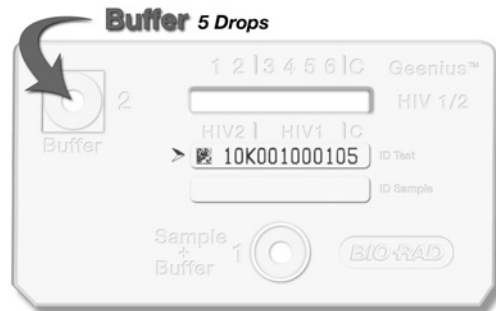 Buffer 5 Drops
1 2|3 4 5 6|C Geenius™
2 HIV 1/2
HIV2| HIV1 |C
Buffer
> 10K001000105 ID Test
ID Sample
Sample
+
Buffer
1
BIO-RAD